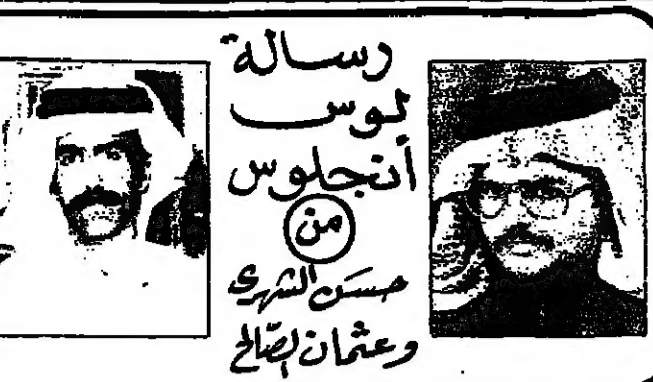 رسالة
لوس
أنجلوس
من
حسن الشهري
وعثمان الصالح